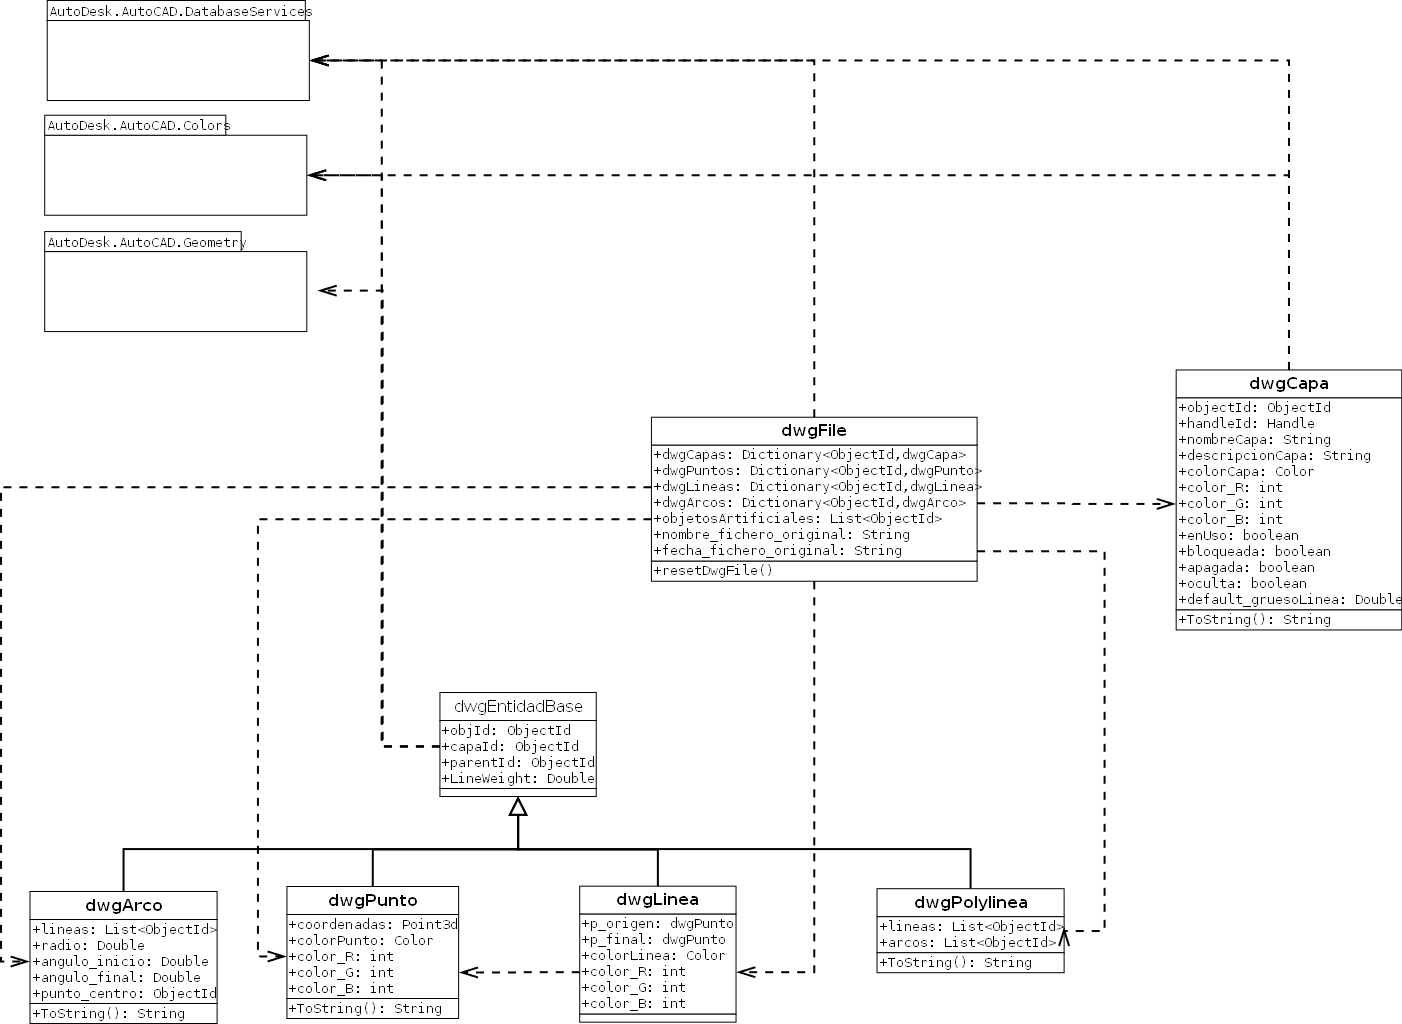 AutoDesk.AutoCAD.DatabaseServices
AutoDesk.AutoCAD.Colors
AutoDesk.AutoCAD.Geometry
dwgCapa
+objectId: ObjectId
+handleId: Handle
+nombreCapa: String
+descripcionCapa: String
+colorCapa: Color
+color_R: int
+color_G: int
+color_B: int
+enUso: boolean
+bloqueada: boolean
+apagada: boolean
+oculta: boolean
+default_gruesoLinea: Double
+ToString(): String
dwgFile
+dwgCapas: Dictionary<ObjectId,dwgCapa>
+dwgPuntos: Dictionary<ObjectId,dwgPunto>
+dwgLineas: Dictionary<ObjectId,dwgLinea>
+dwgArcos: Dictionary<ObjectId,dwgArco>
+objetosArtificiales: List<ObjectId>
+nombre_fichero_original: String
+fecha_fichero_original: String
+resetDwgFile()
dwgEntidadBase
+objId: ObjectId
+capaId: ObjectId
+parentId: ObjectId
+LineWeight: Double
dwgArco
+lineas: List<ObjectId>
+radio: Double
+angulo_inicio: Double
+angulo_final: Double
+punto_centro: ObjectId
+ToString(): String
dwgPunto
+coordenadas: Point3d
+colorPunto: Color
+color_R: int
+color_G: int
+color_B: int
+ToString(): String
dwgLinea
+p_origen: dwgPunto
+p_final: dwgPunto
+colorLinea: Color
+color_R: int
+color_G: int
+color_B: int
dwgPolylinea
+lineas: List<ObjectId>
+arcos: List<ObjectId>
+ToString(): String